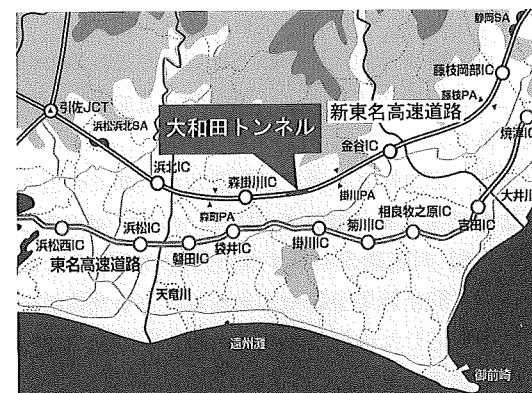 静岡SA
藤枝岡部IC
藤枝PA
新東名高速道路
引佐JCT
浜松浜北SA
大和田トンネル
焼津IC
金谷IC
浜北IC
森掛川IC
掛川PA
大井川
森町PA
相良牧之原IC
吉田IC
浜松西IC
浜松IC
磐田IC
袋井IC
掛川IC
菊川IC
東名高速道路
天竜川
遠州灘
御前崎